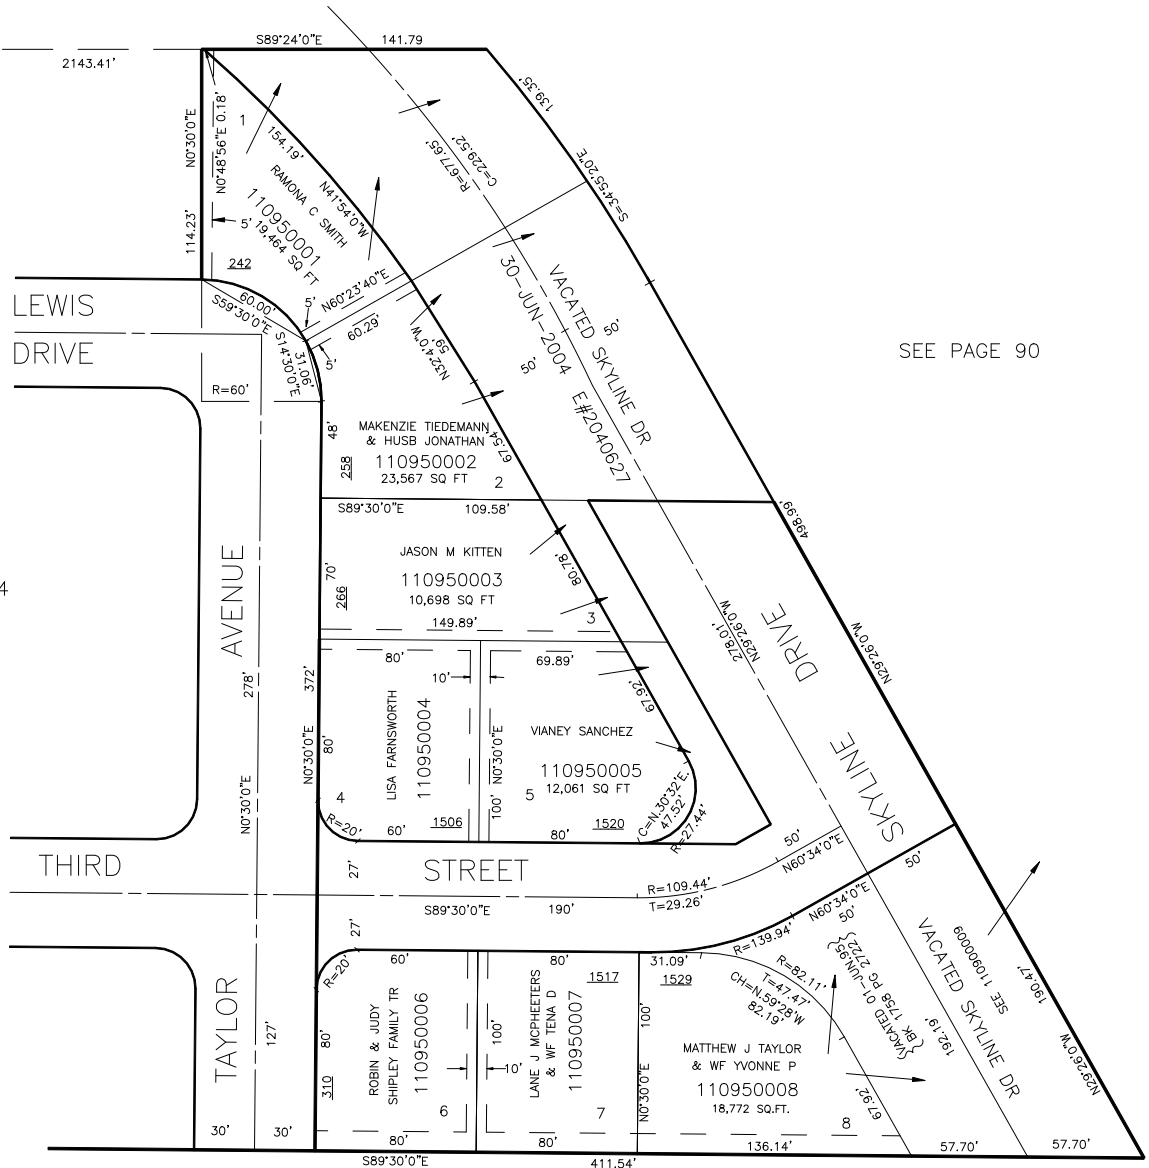 S89°24'0"E 141.79
2143.41'
139.35'
N0°30'0"E
114.23'
N0°48'56"E 0.18'
1
154.19'
N41°54'0"W
RAMONA C SMITH
110950001
19,464 SQ FT
5'
242
R=677.65'
C=229.52'
S=34°55'20"E
LEWIS
DRIVE
60.00'
S59°30'0"E
S14°30'0"E
31.06'
R=60'
5'
N60°23'40"E
60.29'
5'
N32°4'0"W
59'
VACATED SKYLINE DR
30-JUN-2004 E#2040627
50'
50'
SEE PAGE 90
MAKENZIE TIEDEMANN
& HUSB JONATHAN
110950002
23,567 SQ FT
2
48'
258
67.54'
S89°30'0"E 109.58'
498.99'
JASON M KITTEN
110950003
10,698 SQ FT
3
70'
266
149.89'
80.78'
4
AVENUE
278'
372'
N0°30'0"E
N0°30'0"E
278.01'
N29°26'0"W
N29°26'0"W
SKYLINE DRIVE
80'
10'
69.89'
LISA FARNSWORTH
110950004
80'
4
R=20'
60'
1506
N0°30'0"E
100'
VIANEY SANCHEZ
110950005
12,061 SQ FT
5
80'
1520
67.92'
C=N.30°32'E.
47.52'
R=27.44'
THIRD STREET
27'
27'
S89°30'0"E 190'
R=109.44'
T=29.26'
50'
N60°34'0"E
50'
N60°34'0"E
50'
R=139.94'
TAYLOR
127'
R=20'
60'
80'
310
ROBIN & JUDY
SHIPLEY FAMILY TR
110950006
6
80'
80'
1517
100'
10'
LANE J MCPHEETERS
& WF TENA D
110950007
7
80'
31.09'
1529
100'
N0°30'0"E
R=82.11'
T=47.47'
CH=N.59°28'W
82.19'
MATTHEW J TAYLOR
& WF YVONNE P
110950008
18,772 SQ.FT.
8
67.92'
VACATED 01-JUN.95
BK 1758 PG 2722
192.19'
VACATED SKYLINE DR
SEE 110900009
190.47'
N29°26'0"W
30' 30'
136.14' 57.70' 57.70'
S89°30'0"E 411.54'